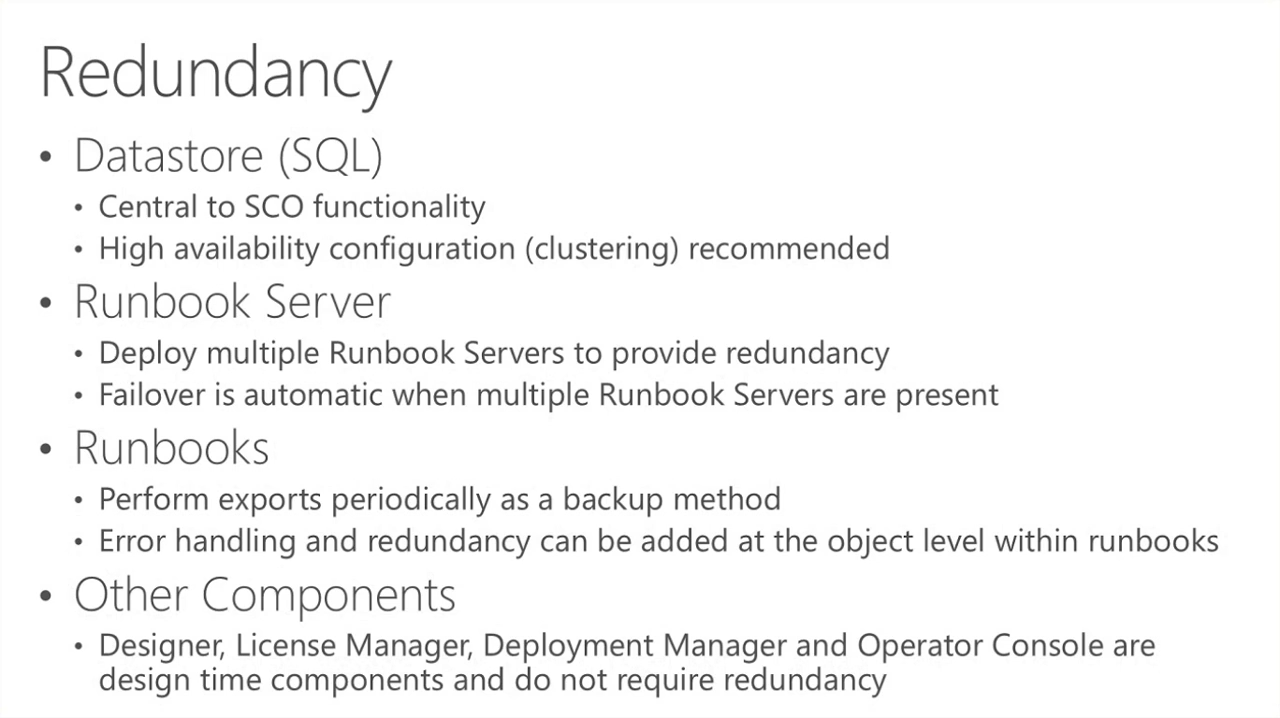 Redundancy
• Datastore (SQL)
• Central to SCO functionality
• High availability configuration (clustering) recommended
• Runbook Server
• Deploy multiple Runbook Servers to provide redundancy
• Failover is automatic when multiple Runbook Servers are present
• Runbooks
• Perform exports periodically as a backup method
• Error handling and redundancy can be added at the object level within runbooks
• Other Components
• Designer, License Manager, Deployment Manager and Operator Console are
design time components and do not require redundancy